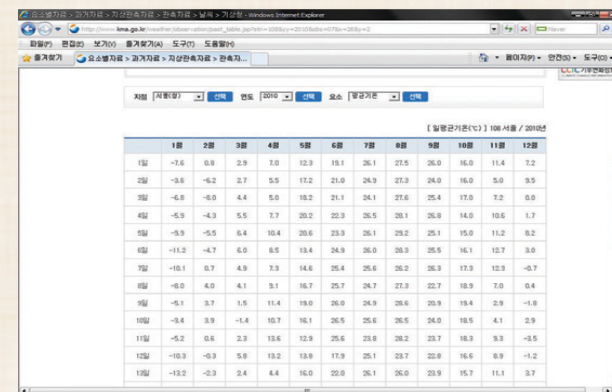 요소별자료 > 과거자료 > 지상관측자료 > 관측자료 > 날씨 > 기상청 - Windows Internet Explorer
파일(F) 편집(E) 보기(V) 즐겨찾기(A) 도구(T) 도움말(H)
즐겨찾기 요소별자료 > 과거자료 > 지상관측자료 > 관측자... 페이지(P) 안전(S) 도구(O)
지점 서울(유) 선택 연도 2010 선택 요소 평균기온 선택
[ 일평균기온(℃) ] 108 서울 / 2010년
1월 2월 3월 4월 5월 6월 7월 8월 9월 10월 11월 12월
1일 -7.6 0.8 2.9 7.0 12.3 19.1 26.1 27.5 26.0 16.0 11.4 7.2
2일 -3.6 -6.2 2.7 5.5 17.2 21.0 24.9 27.3 24.0 16.0 5.0 9.5
3일 -6.8 -8.0 4.4 5.0 18.2 21.1 24.1 27.6 25.4 17.0 7.2 0.0
4일 -5.9 -4.3 5.5 7.7 20.2 22.3 26.5 28.1 26.8 14.0 10.6 1.7
5일 -9.9 -5.5 6.4 10.4 20.6 23.3 26.1 29.2 25.1 15.0 11.2 8.2
6일 -11.2 -4.7 6.0 8.5 13.4 24.9 26.0 28.3 25.5 16.1 12.7 3.0
7일 -10.1 0.7 4.9 7.3 14.6 25.4 25.6 26.2 26.3 17.3 12.3 -0.7
8일 -8.0 4.0 4.1 9.1 16.7 25.7 24.7 27.3 22.7 18.9 7.0 0.4
9일 -5.1 3.7 1.5 11.4 19.0 26.0 24.9 28.6 20.9 19.4 2.9 -1.8
10일 -3.4 3.9 -1.4 10.7 16.1 26.5 25.6 26.5 24.0 18.5 4.1 2.9
11일 -5.2 0.6 2.3 13.6 12.9 25.6 23.8 28.2 23.7 18.3 9.3 -3.5
12일 -10.3 -0.3 5.8 13.2 13.8 17.9 25.1 23.7 22.8 16.6 8.9 -1.2
13일 -13.2 -2.3 2.4 4.4 16.0 22.0 26.1 26.0 23.9 15.7 11.1 3.7